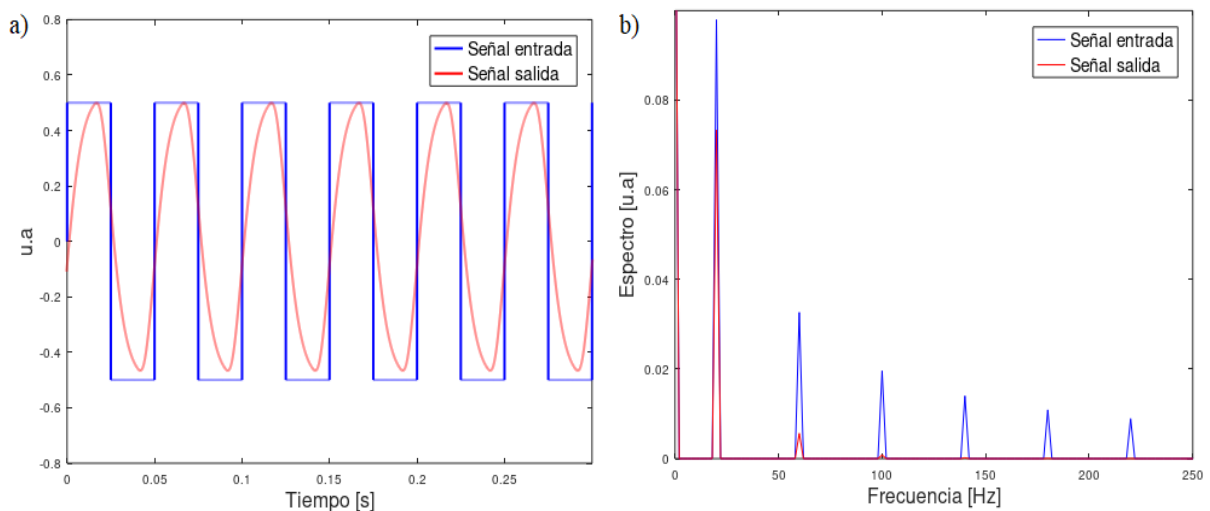 a)
0.8
0.6
0.4
0.2
0
-0.2
-0.4
-0.6
-0.8
u.a
Señal entrada
Señal salida
0
0.05
0.1
0.15
0.2
0.25
Tiempo [s]
b)
0.08
0.06
0.04
0.02
0
Espectro [u.a]
Señal entrada
Señal salida
0
50
100
150
200
250
Frecuencia [Hz]